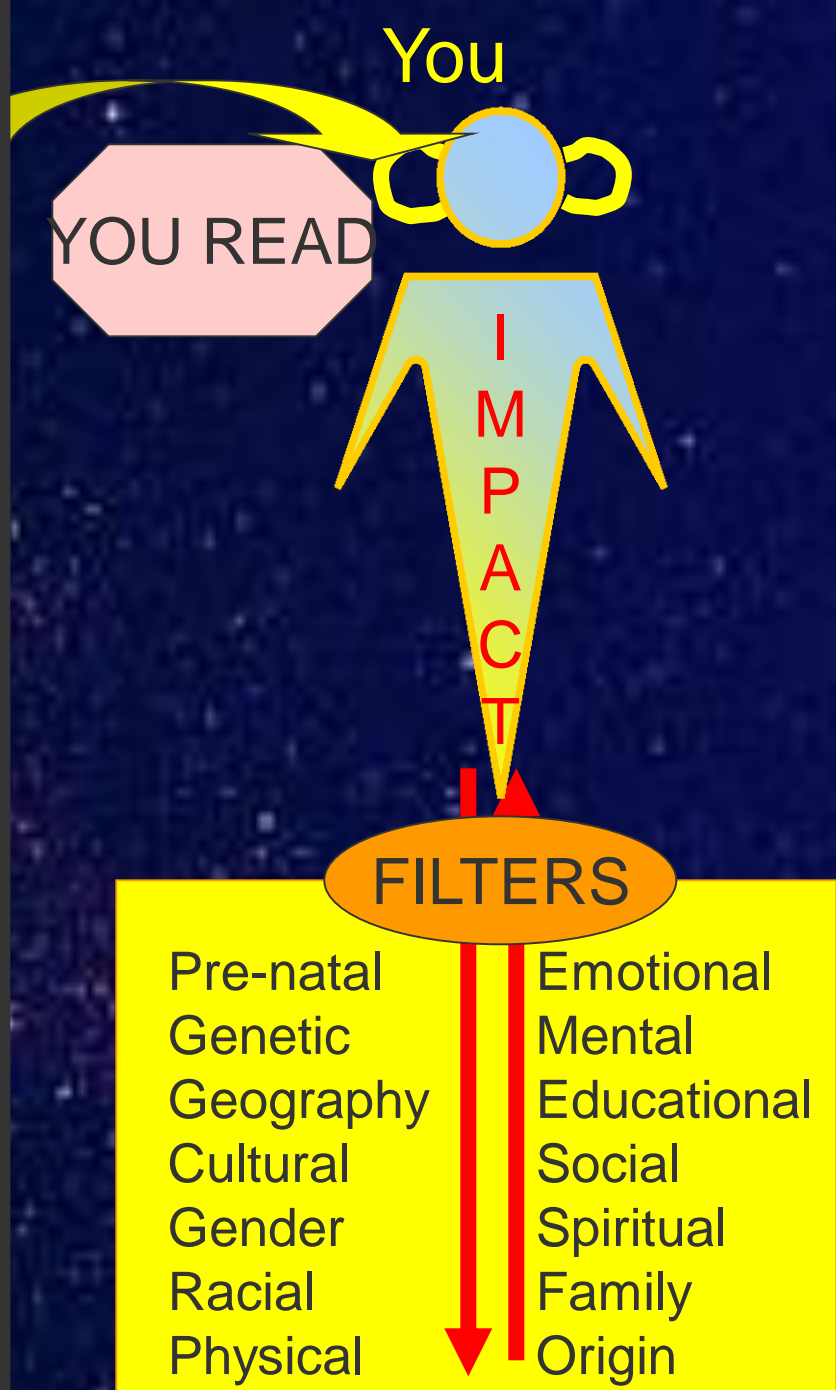 You
YOU READ
I
M
P
A
C
T
FILTERS
Pre-natal
Genetic
Geography
Cultural
Gender
Racial
Physical
Emotional
Mental
Educational
Social
Spiritual
Family
Origin